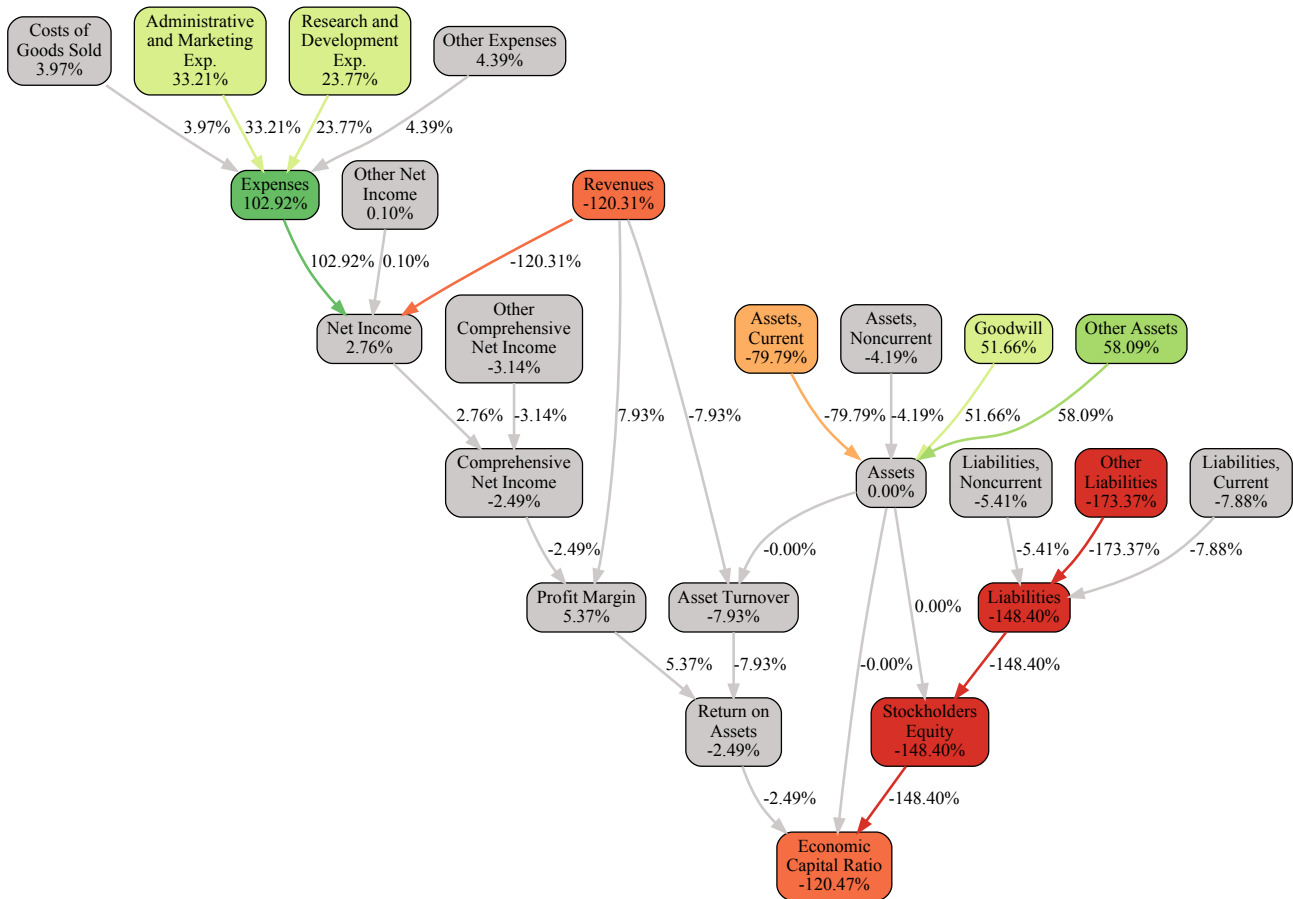 Costs of
Goods Sold
3.97%
Administrative
and Marketing
Exp.
33.21%
Research and
Development
Exp.
23.77%
Other Expenses
4.39%
3.97%
33.21%
23.77%
4.39%
Expenses
102.92%
Other Net
Income
0.10%
Revenues
-120.31%
102.92%
0.10%
-120.31%
Net Income
2.76%
Other
Comprehensive
Net Income
-3.14%
Assets,
Current
-79.79%
Assets,
Noncurrent
-4.19%
Goodwill
51.66%
Other Assets
58.09%
2.76%
-3.14%
7.93%
-7.93%
-79.79%
-4.19%
51.66%
58.09%
Comprehensive
Net Income
-2.49%
Assets
0.00%
Liabilities,
Noncurrent
-5.41%
Other
Liabilities
-173.37%
Liabilities,
Current
-7.88%
-2.49%
-0.00%
-5.41%
-173.37%
-7.88%
Profit Margin
5.37%
Asset Turnover
-7.93%
0.00%
Liabilities
-148.40%
5.37%
-7.93%
-0.00%
-148.40%
Return on
Assets
-2.49%
Stockholders
Equity
-148.40%
-2.49%
-148.40%
Economic
Capital Ratio
-120.47%